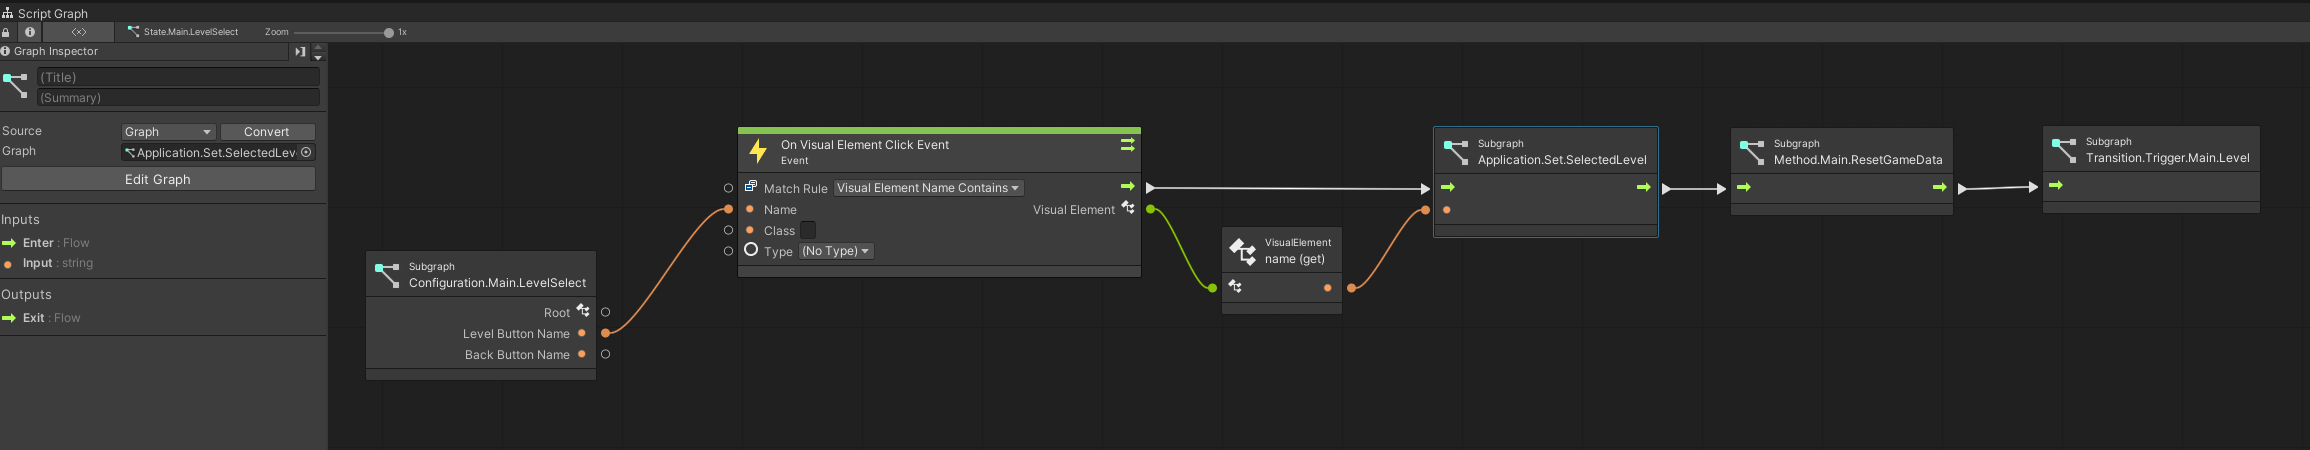 Script Graph
State.Main.LevelSelect
Zoom
1x
Graph Inspector
(Title)
(Summary)
Source
Graph
Convert
Graph
Application.Set.SelectedLev
Edit Graph
Inputs
Enter : Flow
Input : string
Outputs
Exit : Flow
Subgraph
Configuration.Main.LevelSelect
Root
Level Button Name
Back Button Name
On Visual Element Click Event
Event
Match Rule
Visual Element Name Contains
Name
Visual Element
Class
Type
(No Type)
VisualElement
name (get)
Subgraph
Application.Set.SelectedLevel
Subgraph
Method.Main.ResetGameData
Subgraph
Transition.Trigger.Main.Level